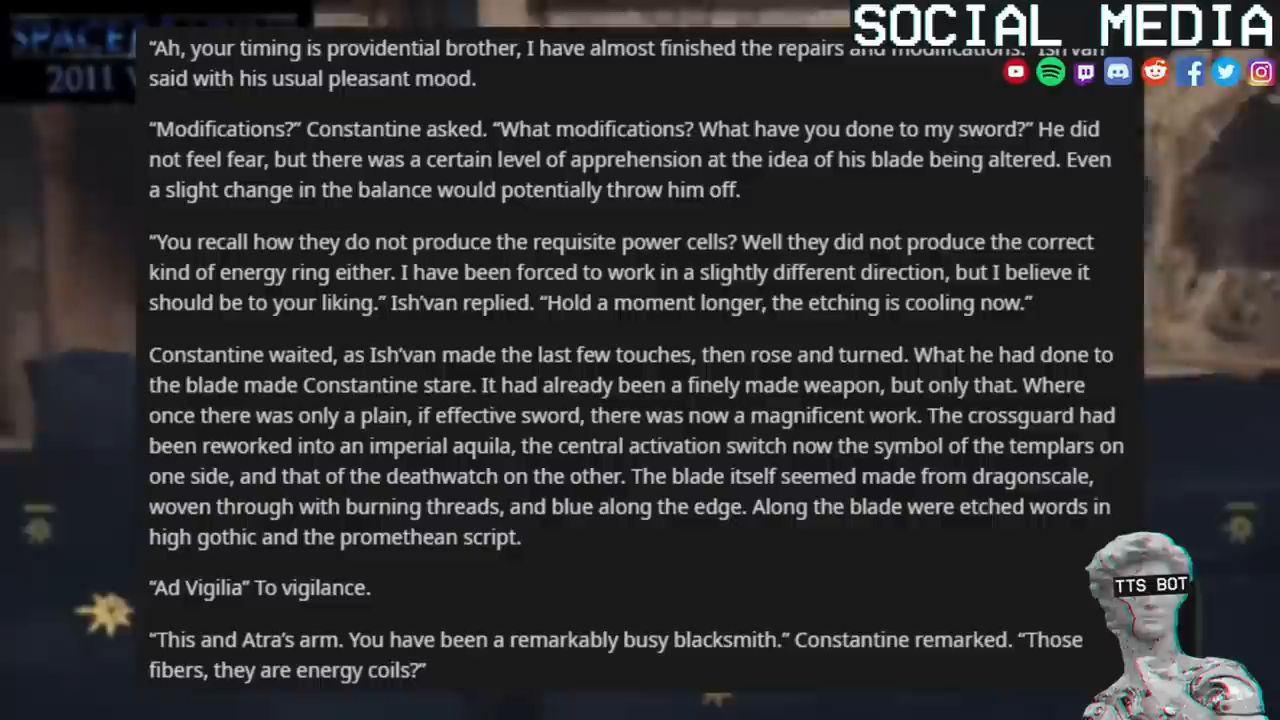 SOCIAL MEDIA
SPACE
2011
“Ah, your timing is providential brother, I have almost finished the repairs and modifications.” Ish’van
said with his usual pleasant mood.
“Modifications?” Constantine asked. “What modifications? What have you done to my sword?” He did
not feel fear, but there was a certain level of apprehension at the idea of his blade being altered. Even
a slight change in the balance would potentially throw him off.
“You recall how they do not produce the requisite power cells? Well they did not produce the correct
kind of energy ring either. I have been forced to work in a slightly different direction, but I believe it
should be to your liking.” Ish’van replied. “Hold a moment longer, the etching is cooling now.”
Constantine waited, as Ish’van made the last few touches, then rose and turned. What he had done to
the blade made Constantine stare. It had already been a finely made weapon, but only that. Where
once there was only a plain, if effective sword, there was now a magnificent work. The crossguard had
been reworked into an imperial aquila, the central activation switch now the symbol of the templars on
one side, and that of the deathwatch on the other. The blade itself seemed made from dragonscale,
woven through with burning threads, and blue along the edge. Along the blade were etched words in
high gothic and the promethean script.
“Ad Vigilia” To vigilance.
“This and Atra’s arm. You have been a remarkably busy blacksmith.” Constantine remarked. “Those
fibers, they are energy coils?”
TTS BOT